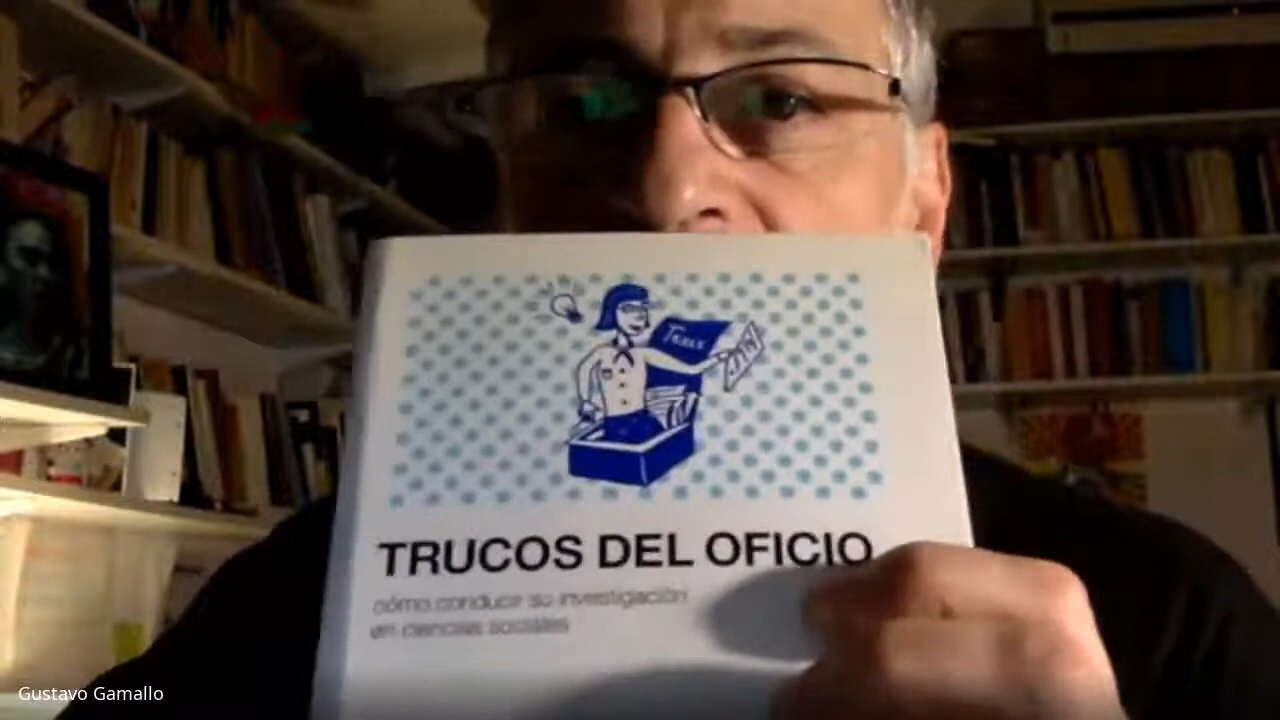 TRUCOS DEL OFICIO
cómo conducir su investigación
en ciencias sociales
Gustavo Gamallo